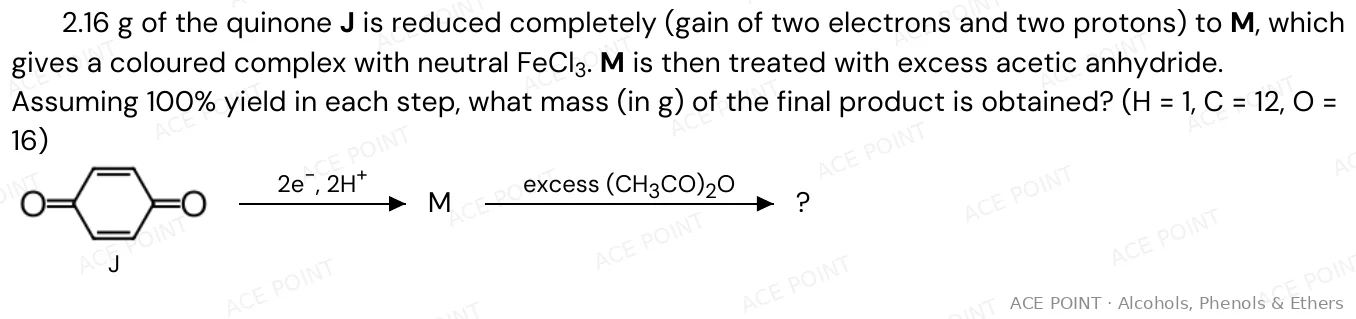 2.16 g of the quinone J is reduced completely (gain of two electrons and two protons) to M, which
gives a coloured complex with neutral FeCl₃. M is then treated with excess acetic anhydride.
Assuming 100% yield in each step, what mass (in g) of the final product is obtained? (H = 1, C = 12, O =
16)
O O 2e⁻, 2H⁺ M excess (CH₃CO)₂O ?
J
ACE POINT · Alcohols, Phenols & Ethers
ACE POINT